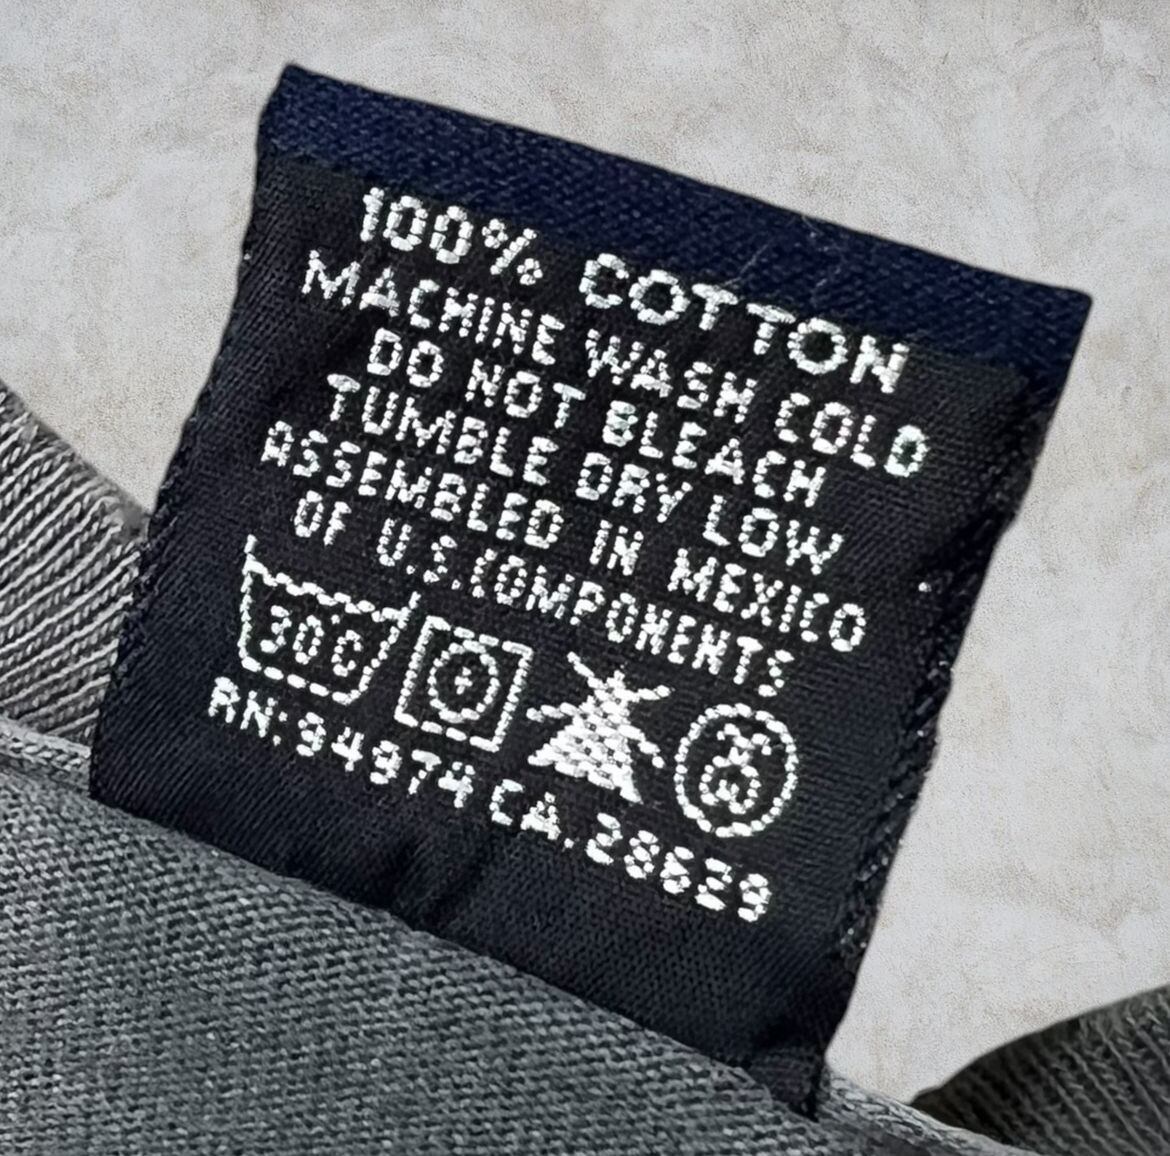 100% COTTON
MACHINE WASH COLD
DO NOT BLEACH
TUMBLE DRY LOW
ASSEMBLED IN MEXICO
OF U.S.COMPONENTS
30C
RN:94974 CA.28629